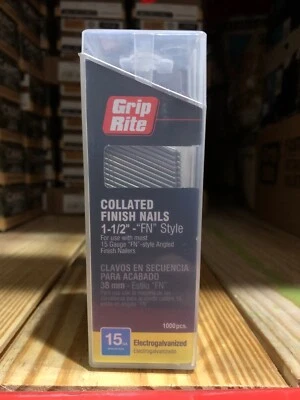 Grip
Rite
COLLATED
FINISH NAILS
1-1/2" -"FN" Style
For use with most
15 Gauge "FN"-style Angled
Finish Nailers
CLAVOS EN SECUENCIA
PARA ACABADO
38 mm - Estilo "FN"
1000 pcs.
15
Electrogalvanized
Electrogalvanizado